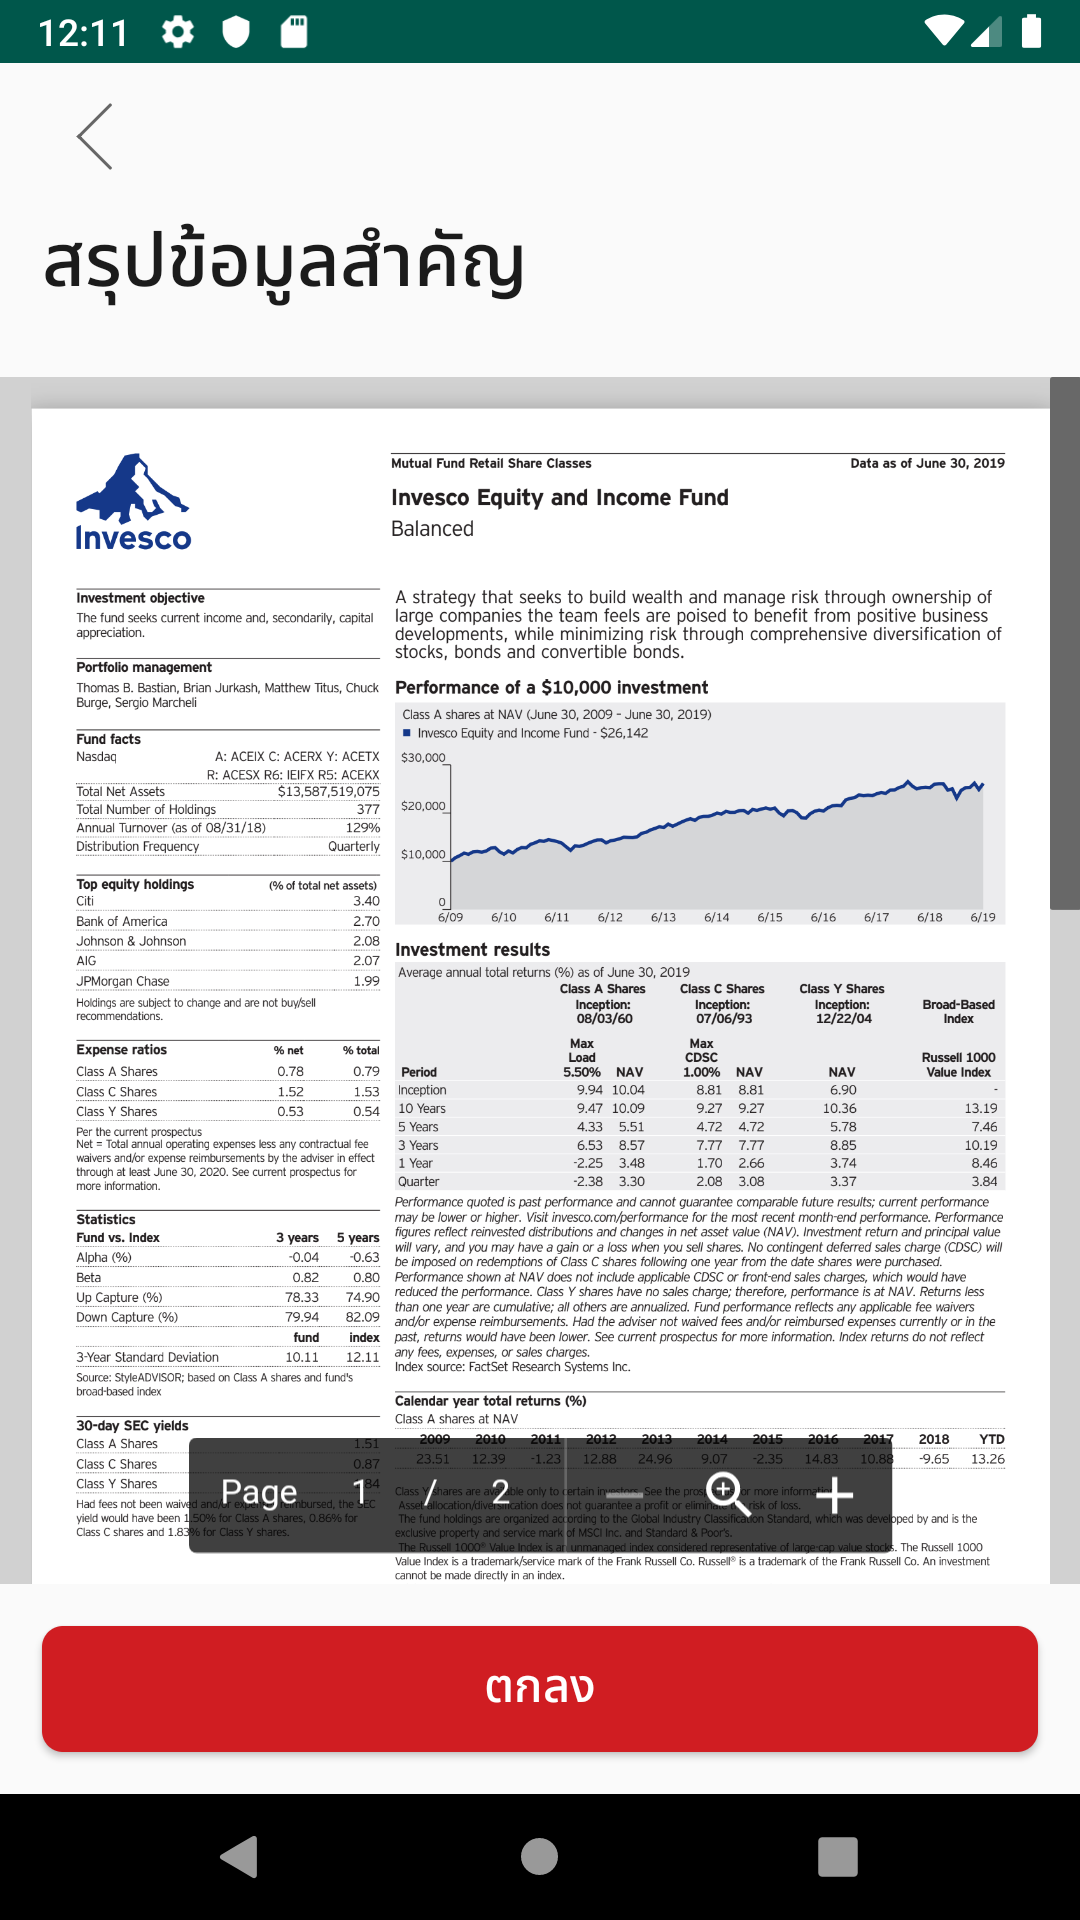 12:11
สรุปข้อมูลสำคัญ
Invesco
Mutual Fund Retail Share Classes Data as of June 30, 2019
Invesco Equity and Income Fund
Balanced
Investment objective
The fund seeks current income and, secondarily, capital
appreciation.
Portfolio management
Thomas B. Bastian, Brian Jurkash, Matthew Titus, Chuck
Burge, Sergio Marcheli
Fund facts
Nasdaq A: ACEIX C: ACERX Y: ACETX
R: ACESX R6: IEIFX R5: ACEKX
Total Net Assets $13,587,519,075
Total Number of Holdings 377
Annual Turnover (as of 08/31/18) 129%
Distribution Frequency Quarterly
Top equity holdings (% of total net assets)
Citi 3.40
Bank of America 2.70
Johnson & Johnson 2.08
AIG 2.07
JPMorgan Chase 1.99
Holdings are subject to change and are not buy/sell
recommendations.
Expense ratios % net % total
Class A Shares 0.78 0.79
Class C Shares 1.52 1.53
Class Y Shares 0.53 0.54
Per the current prospectus
Net = Total annual operating expenses less any contractual fee
waivers and/or expense reimbursements by the adviser in effect
through at least June 30, 2020. See current prospectus for
more information.
Statistics
Fund vs. Index 3 years 5 years
Alpha (%) -0.04 -0.63
Beta 0.82 0.80
Up Capture (%) 78.33 74.90
Down Capture (%) 79.94 82.09
fund index
3-Year Standard Deviation 10.11 12.11
Source: StyleADVISOR; based on Class A shares and fund's
broad-based index
30-day SEC yields
Class A Shares 1.51
Class C Shares 0.87
Class Y Shares .84
Had fees not been waived and/or expenses reimbursed, the SEC
yield would have been 1.50% for Class A shares, 0.86% for
Class C shares and 1.83% for Class Y shares.
A strategy that seeks to build wealth and manage risk through ownership of
large companies the team feels are poised to benefit from positive business
developments, while minimizing risk through comprehensive diversification of
stocks, bonds and convertible bonds.
Performance of a $10,000 investment
Class A shares at NAV (June 30, 2009 – June 30, 2019)
Invesco Equity and Income Fund - $26,142
$30,000
$20,000
$10,000
0
6/09 6/10 6/11 6/12 6/13 6/14 6/15 6/16 6/17 6/18 6/19
Investment results
Average annual total returns (%) as of June 30, 2019
Class A Shares Class C Shares Class Y Shares
Inception: Inception: Inception: Broad-Based
08/03/60 07/06/93 12/22/04 Index
Max Max
Load CDSC Russell 1000
Period 5.50% NAV 1.00% NAV NAV Value Index
Inception 9.94 10.04 8.81 8.81 6.90 -
10 Years 9.47 10.09 9.27 9.27 10.36 13.19
5 Years 4.33 5.51 4.72 4.72 5.78 7.46
3 Years 6.53 8.57 7.77 7.77 8.85 10.19
1 Year -2.25 3.48 1.70 2.66 3.74 8.46
Quarter -2.38 3.30 2.08 3.08 3.37 3.84
Performance quoted is past performance and cannot guarantee comparable future results; current performance
may be lower or higher. Visit invesco.com/performance for the most recent month-end performance. Performance
figures reflect reinvested distributions and changes in net asset value (NAV). Investment return and principal value
will vary, and you may have a gain or a loss when you sell shares. No contingent deferred sales charge (CDSC) will
be imposed on redemptions of Class C shares following one year from the date shares were purchased.
Performance shown at NAV does not include applicable CDSC or front-end sales charges, which would have
reduced the performance. Class Y shares have no sales charge; therefore, performance is at NAV. Returns less
than one year are cumulative; all others are annualized. Fund performance reflects any applicable fee waivers
and/or expense reimbursements. Had the adviser not waived fees and/or reimbursed expenses currently or in the
past, returns would have been lower. See current prospectus for more information. Index returns do not reflect
any fees, expenses, or sales charges.
Index source: FactSet Research Systems Inc.
Calendar year total returns (%)
Class A shares at NAV
2009 2010 2011 2012 2013 2014 2015 2016 2017 2018 YTD
23.51 12.39 -1.23 12.88 24.96 9.07 -2.35 14.83 10.88 -9.65 13.26
Class Y shares are available only to certain investors. See the prospectus for more information.
Asset allocation/diversification does not guarantee a profit or eliminate the risk of loss.
The fund holdings are organized according to the Global Industry Classification Standard, which was developed by and is the
exclusive property and service mark of MSCI Inc. and Standard & Poor's.
The Russell 1000® Value Index is an unmanaged index considered representative of large-cap value stocks. The Russell 1000
Value Index is a trademark/service mark of the Frank Russell Co. Russell® is a trademark of the Frank Russell Co. An investment
cannot be made directly in an index.
Page 1 / 2
ตกลง